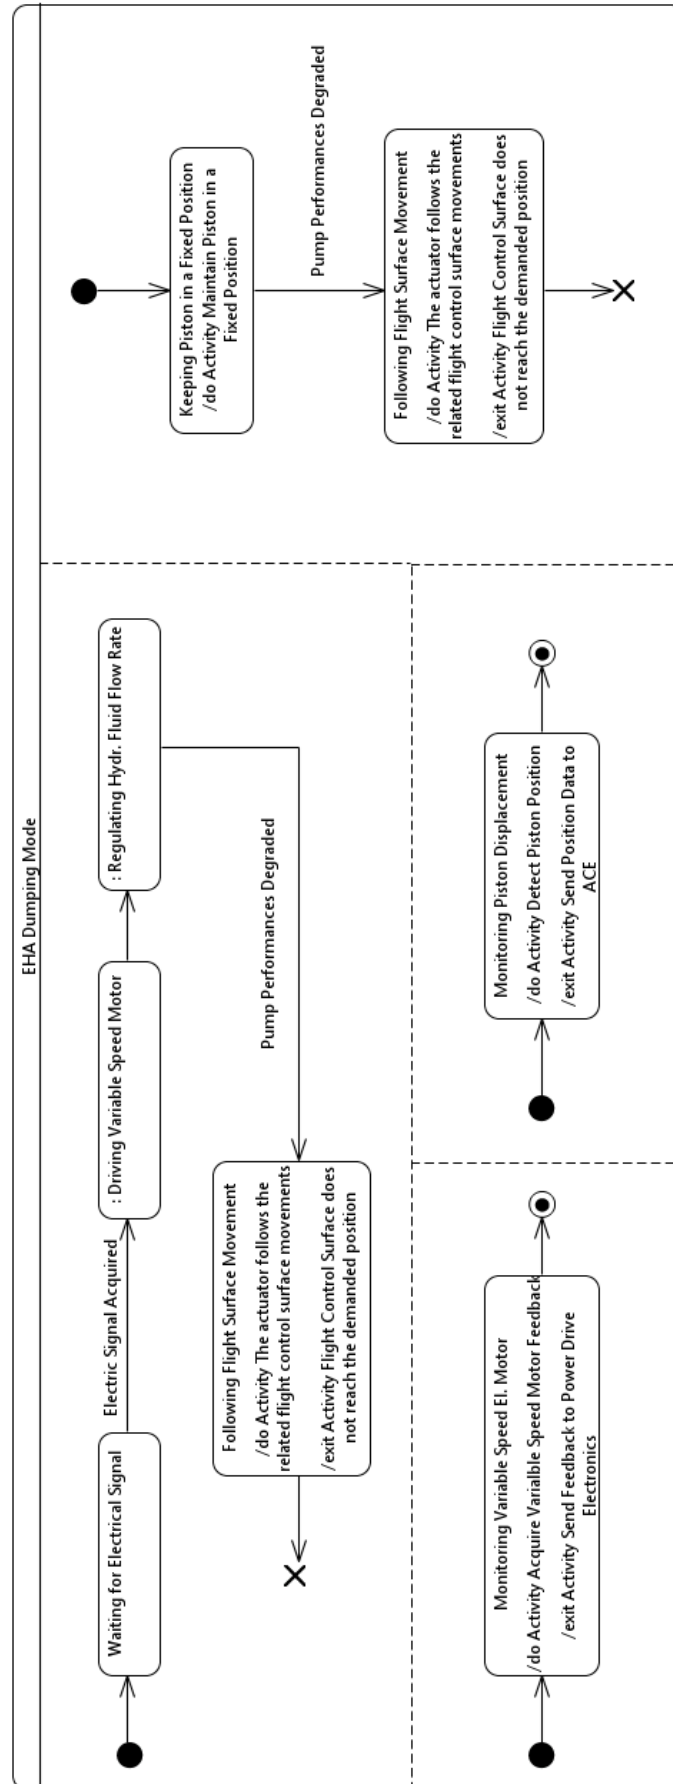 EHA Dumping Mode
Waiting for Electrical Signal
Electric Signal Acquired
: Driving Variable Speed Motor
: Regulating Hydr. Fluid Flow Rate
Pump Performances Degraded
Following Flight Surface Movement
/do Activity The actuator follows the
related flight control surface movements
/exit Activity Flight Control Surface does
not reach the demanded position
Keeping Piston in a Fixed Position
/do Activity Maintain Piston in a
Fixed Position
Pump Performances Degraded
Following Flight Surface Movement
/do Activity The actuator follows the
related flight control surface movements
/exit Activity Flight Control Surface does
not reach the demanded position
Monitoring Variable Speed El. Motor
/do Activity Acquire Varialble Speed Motor Feedback
/exit Activity Send Feedback to Power Drive
Electronics
Monitoring Piston Displacement
/do Activity Detect Piston Position
/exit Activity Send Position Data to
ACE